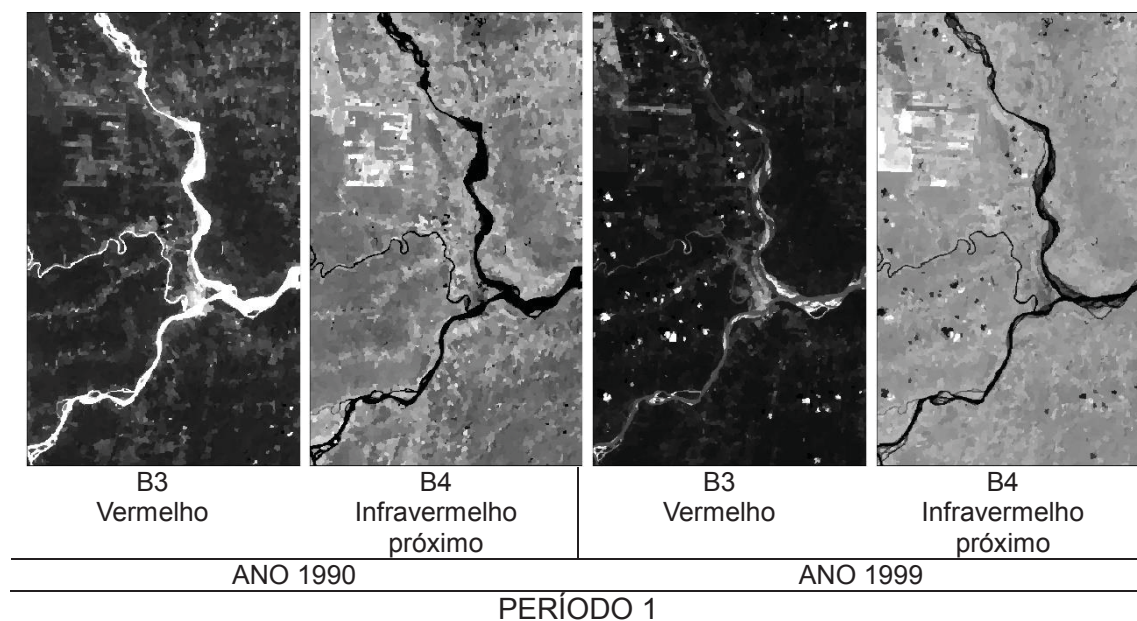 B3
Vermelho
B4
Infravermelho
próximo
B3
Vermelho
B4
Infravermelho
próximo
ANO 1990
ANO 1999
PERÍODO 1